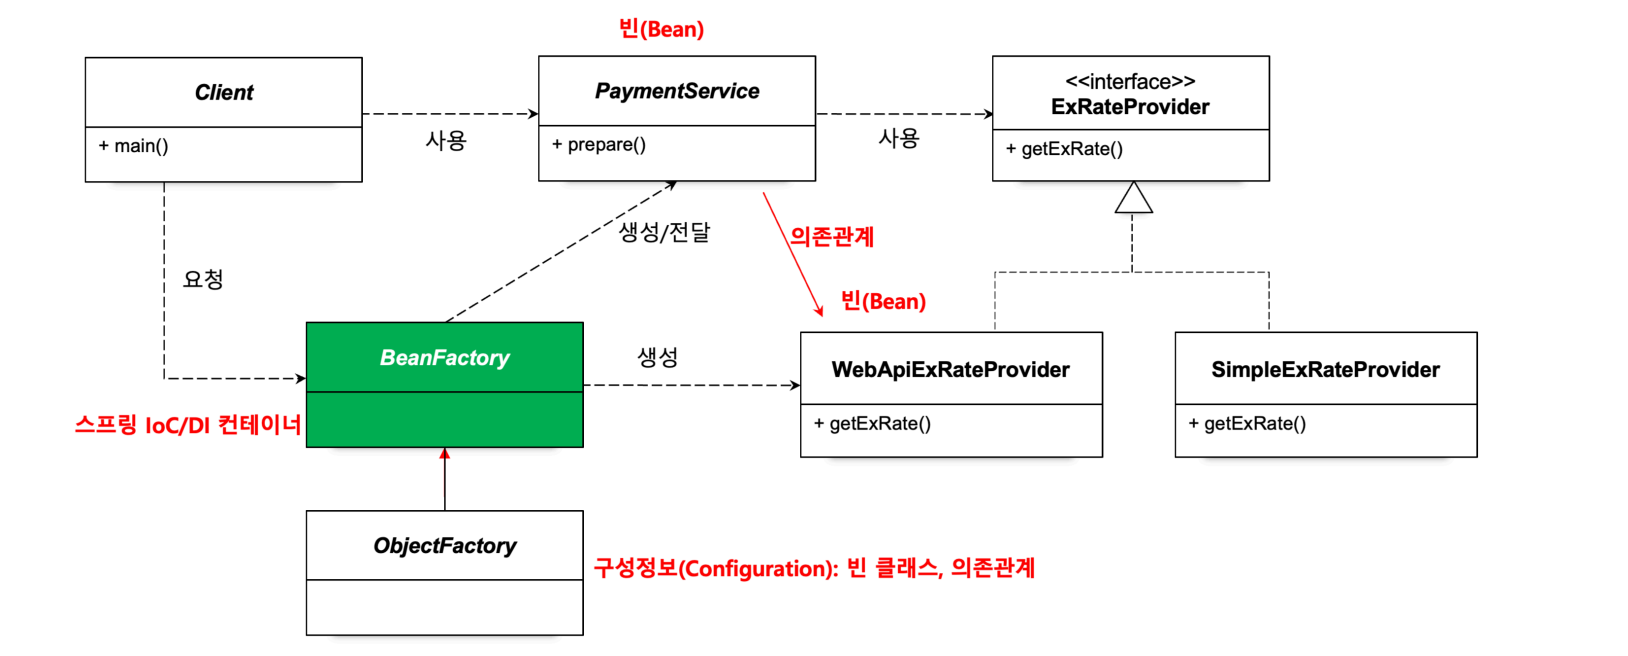 빈(Bean)
Client
+ main()
사용
PaymentService
+ prepare()
사용
<<interface>>
ExRateProvider
+ getExRate()
요청
생성/전달
의존관계
빈(Bean)
BeanFactory
스프링 IoC/DI 컨테이너
생성
WebApiExRateProvider
+ getExRate()
SimpleExRateProvider
+ getExRate()
ObjectFactory
구성정보(Configuration): 빈 클래스, 의존관계